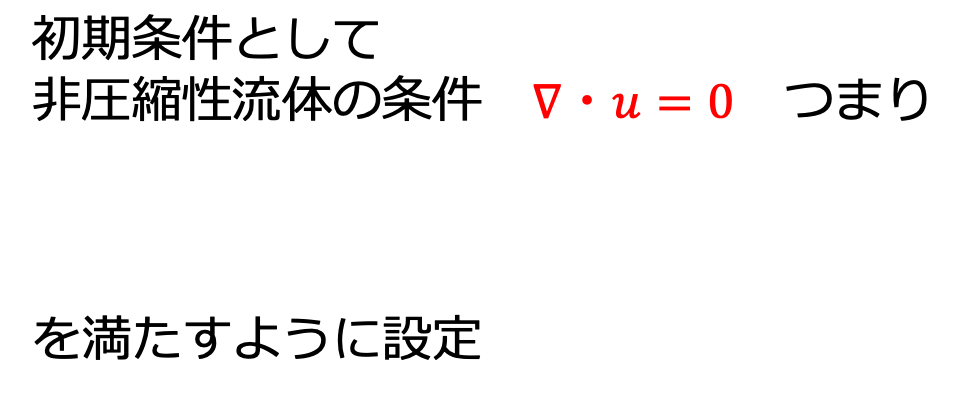 初期条件として
非圧縮性流体の条件　∇・u = 0　つまり
を満たすように設定